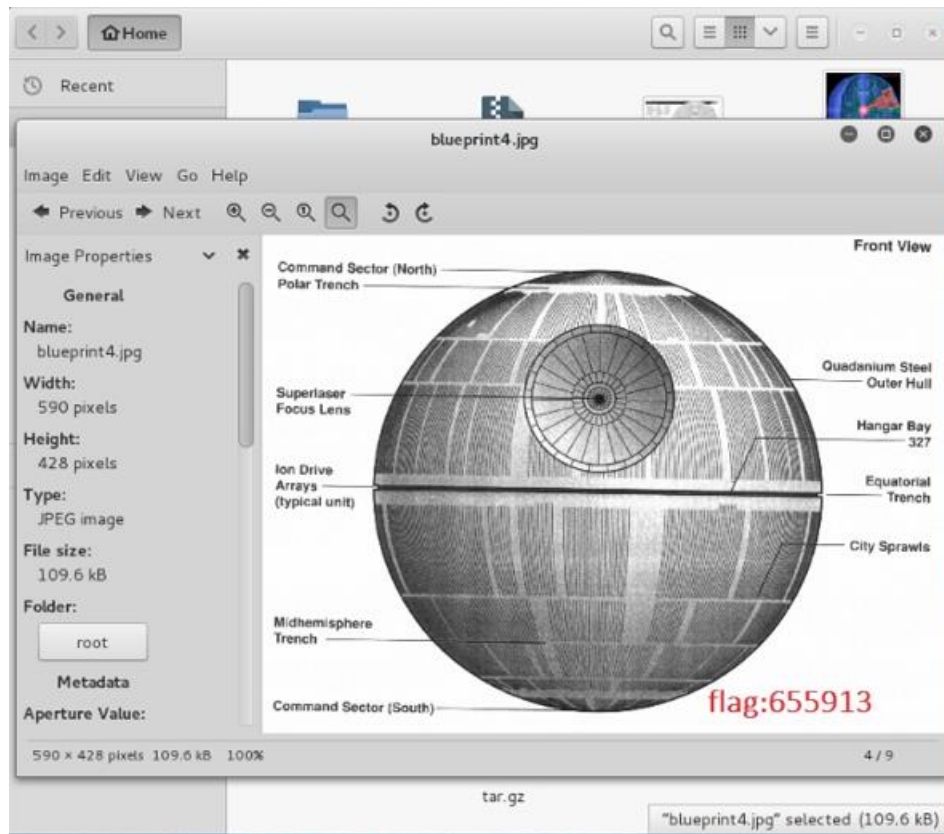 Home
Recent
blueprint4.jpg
Image Edit View Go Help
Previous Next
Image Properties
General
Name:
blueprint4.jpg
Width:
590 pixels
Height:
428 pixels
Type:
JPEG image
File size:
109.6 kB
Folder:
root
Metadata
Aperture Value:
Front View
Command Sector (North)
Polar Trench
Superlaser
Focus Lens
Ion Drive
Arrays
(typical unit)
Midhemisphere
Trench
Command Sector (South)
Quadanium Steel
Outer Hull
Hangar Bay
327
Equatorial
Trench
City Sprawls
flag:655913
590 × 428 pixels 109.6 kB 100%
4 / 9
tar.gz
"blueprint4.jpg" selected (109.6 kB)